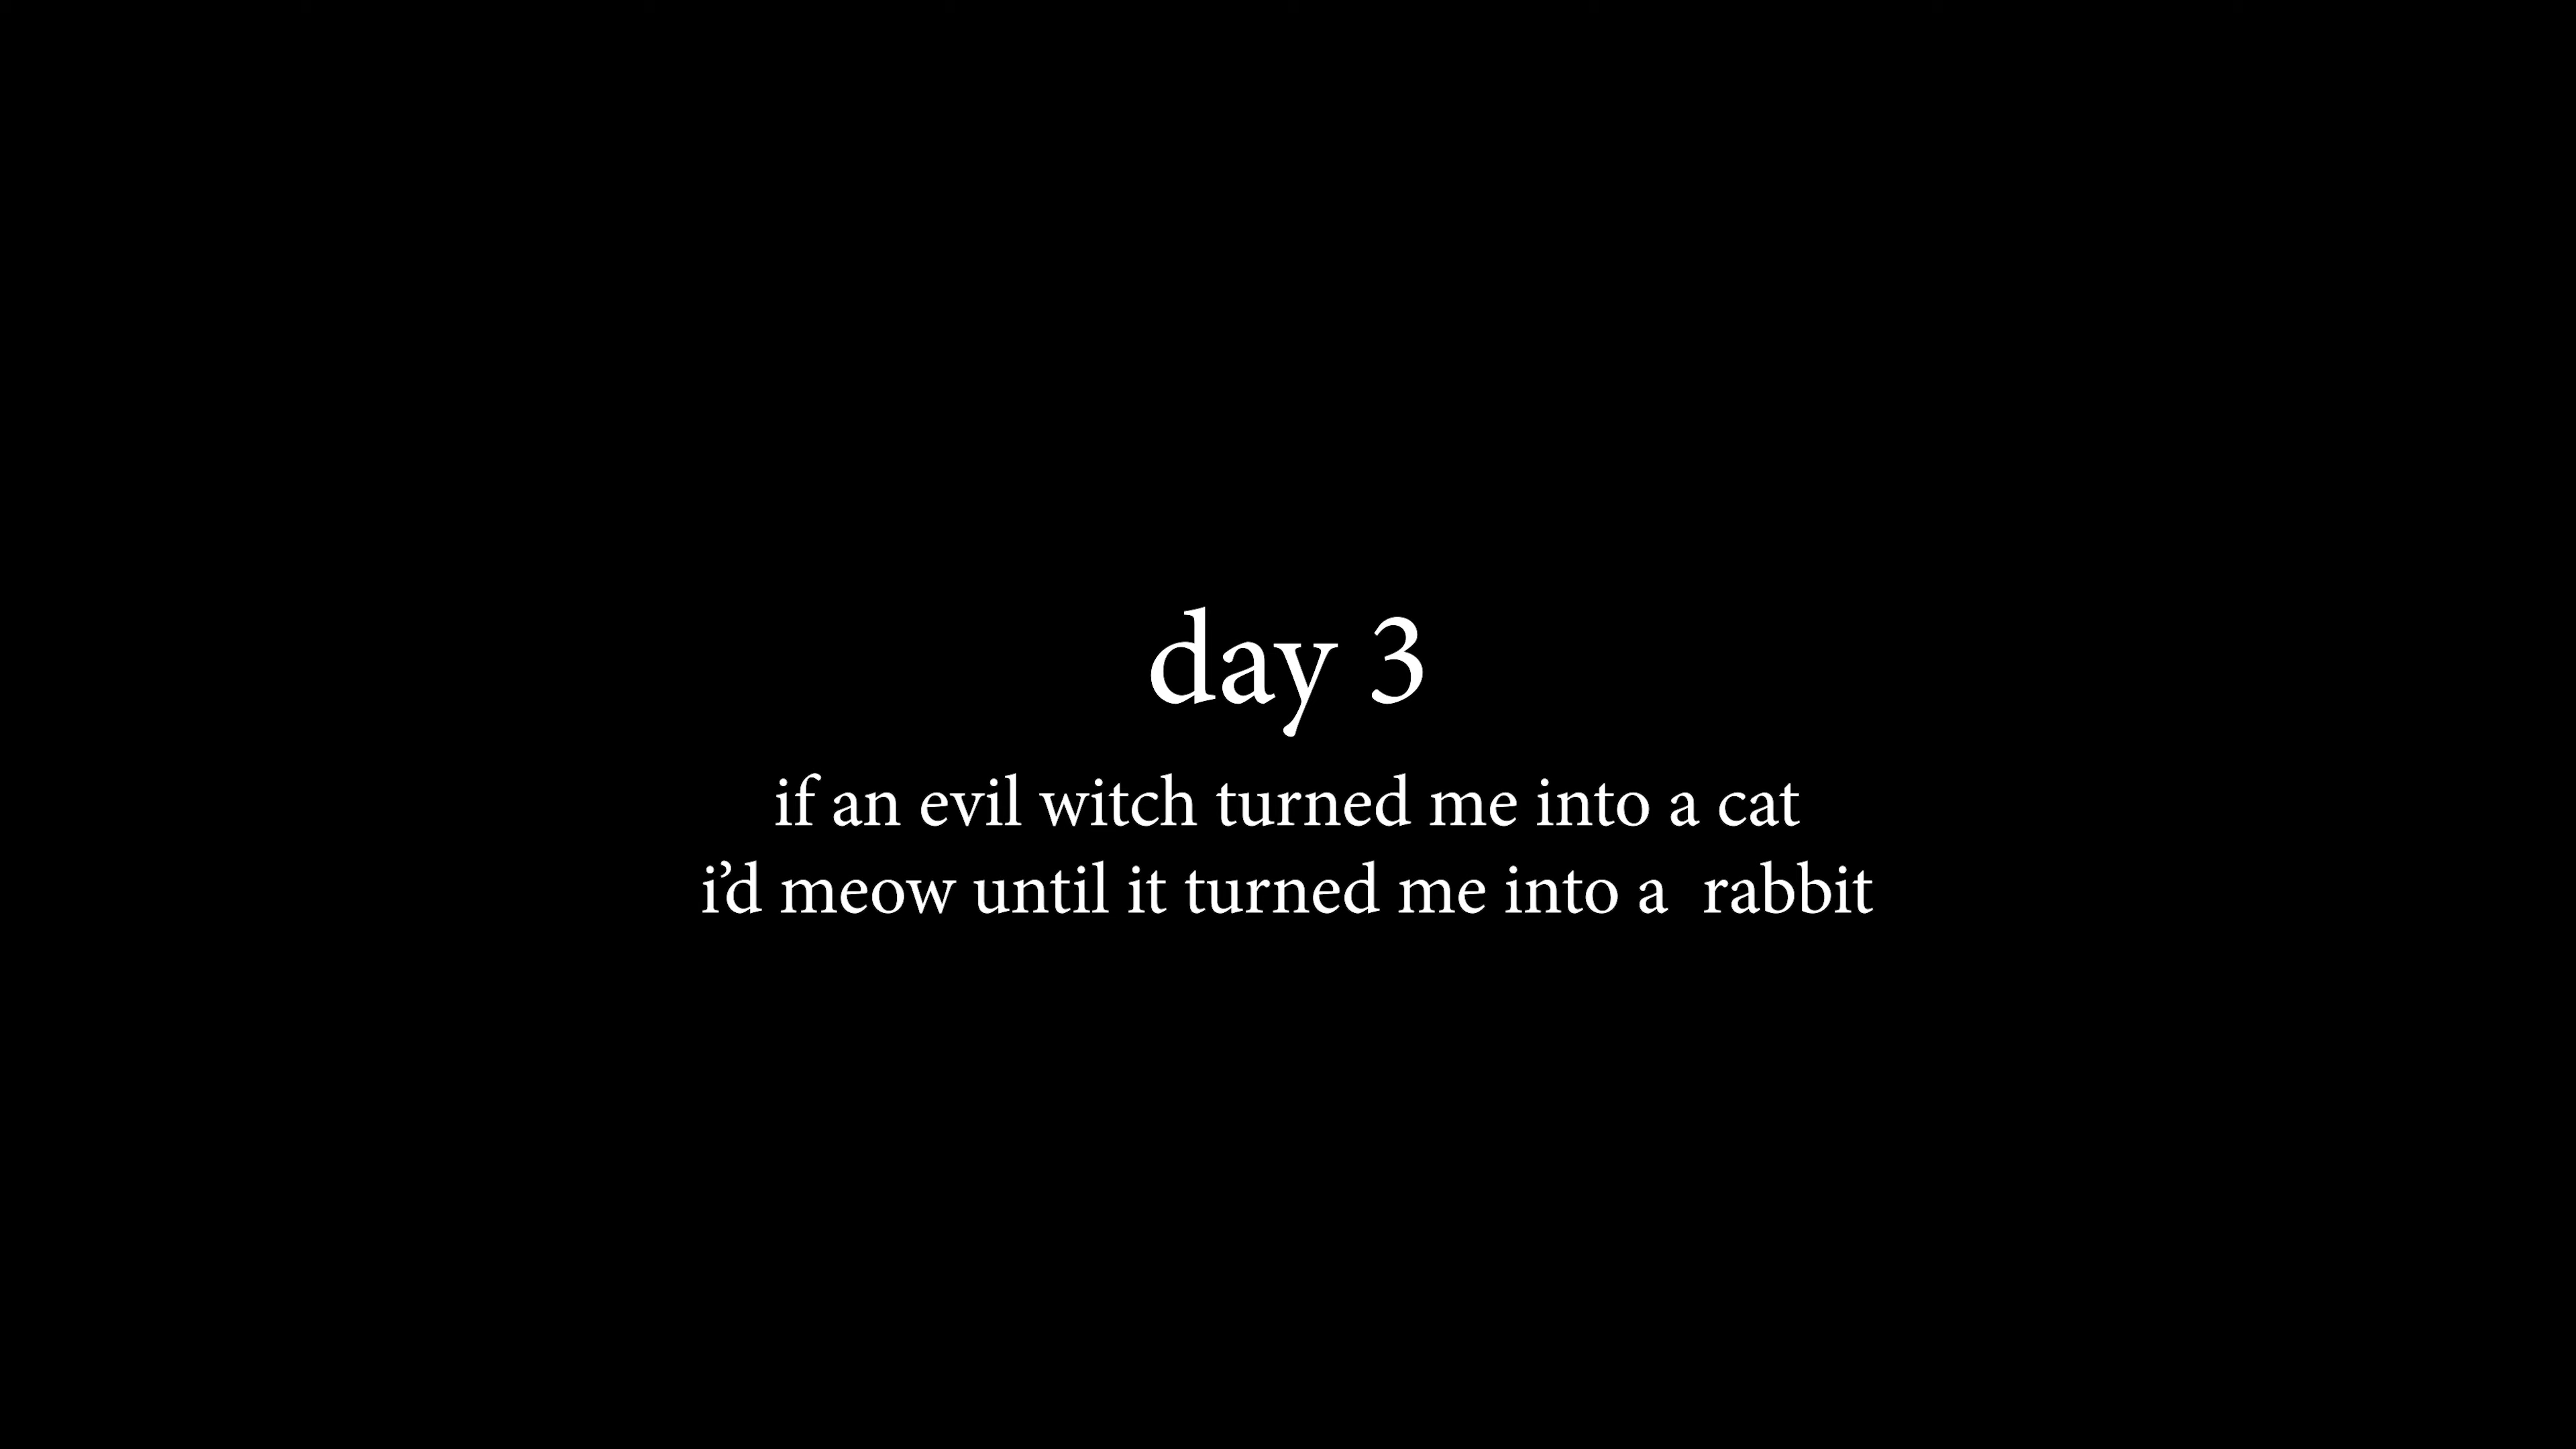 day 3
if an evil witch turned me into a cat
i’d meow until it turned me into a  rabbit